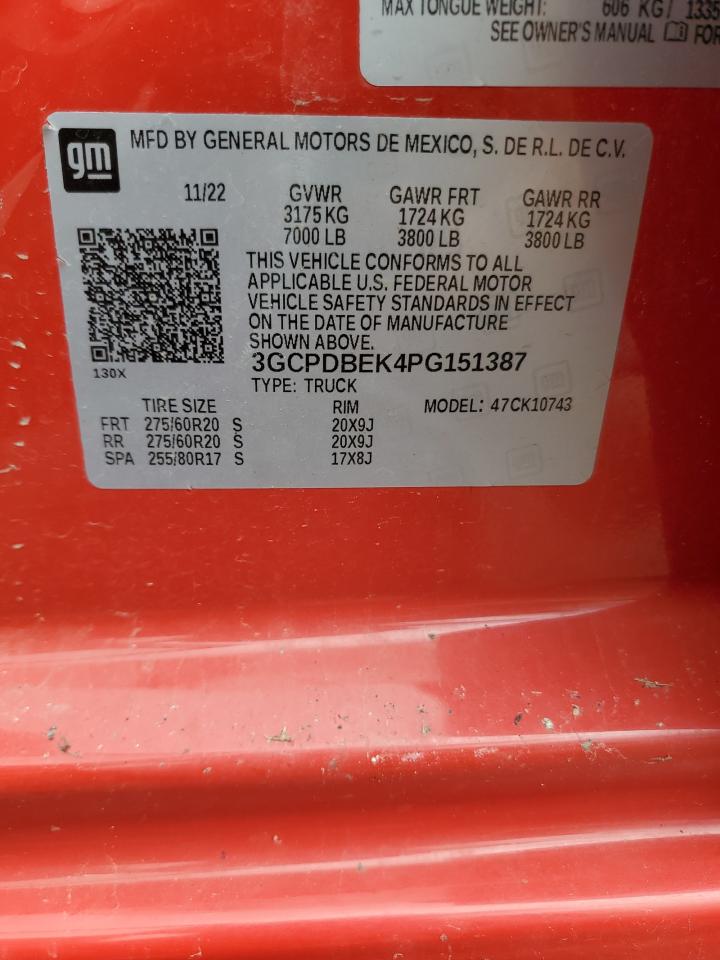 MAX TONGUE WEIGHT: 606 KG/ 1335
SEE OWNER'S MANUAL FOR
gm
MFD BY GENERAL MOTORS DE MEXICO, S. DE R.L. DE C.V.
11/22 GVWR GAWR FRT GAWR RR
3175 KG 1724 KG 1724 KG
7000 LB 3800 LB 3800 LB
THIS VEHICLE CONFORMS TO ALL
APPLICABLE U.S. FEDERAL MOTOR
VEHICLE SAFETY STANDARDS IN EFFECT
ON THE DATE OF MANUFACTURE
SHOWN ABOVE.
3GCPDBEK4PG151387
130X
TYPE: TRUCK
TIRE SIZE RIM MODEL: 47CK10743
FRT 275/60R20 S 20X9J
RR 275/60R20 S 20X9J
SPA 255/80R17 S 17X8J